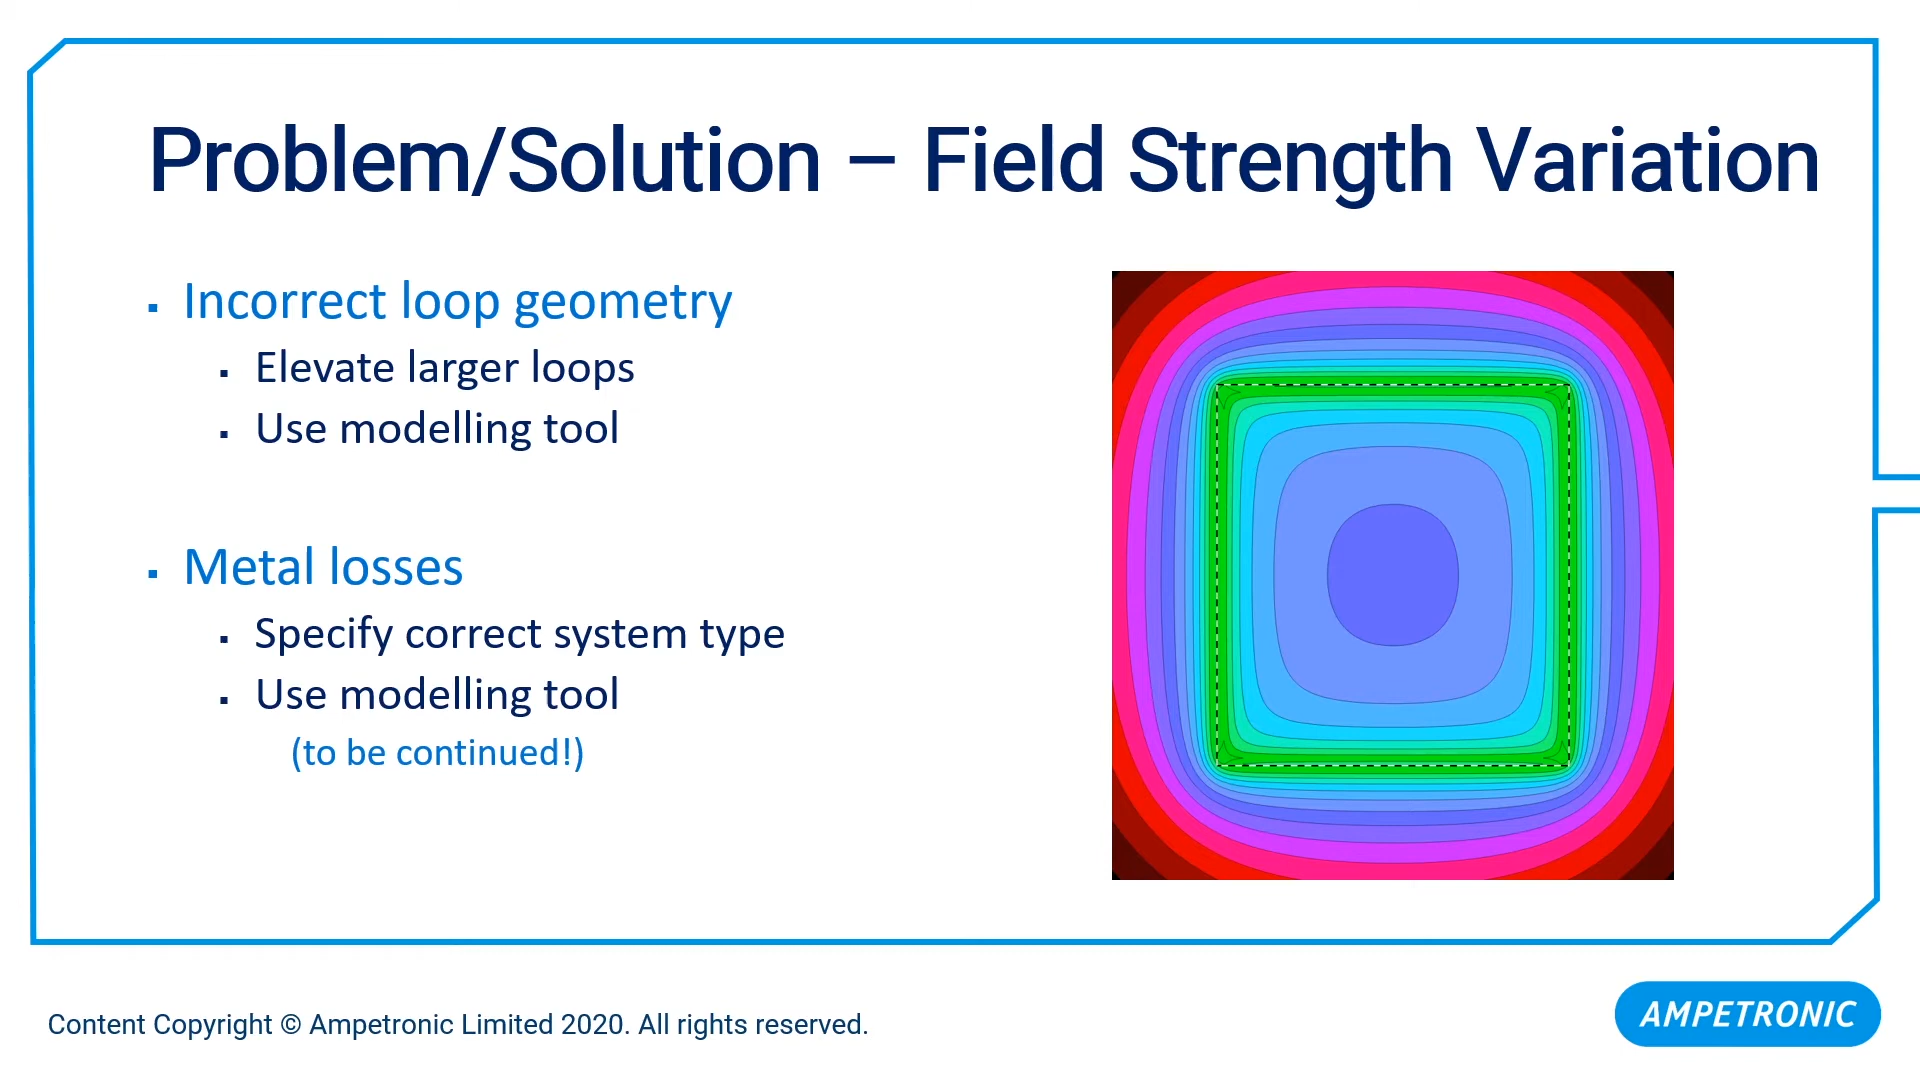 Problem/Solution – Field Strength Variation
▪ Incorrect loop geometry
▪ Elevate larger loops
▪ Use modelling tool
▪ Metal losses
▪ Specify correct system type
▪ Use modelling tool
(to be continued!)
Content Copyright © Ampetronic Limited 2020. All rights reserved.
AMPETRONIC